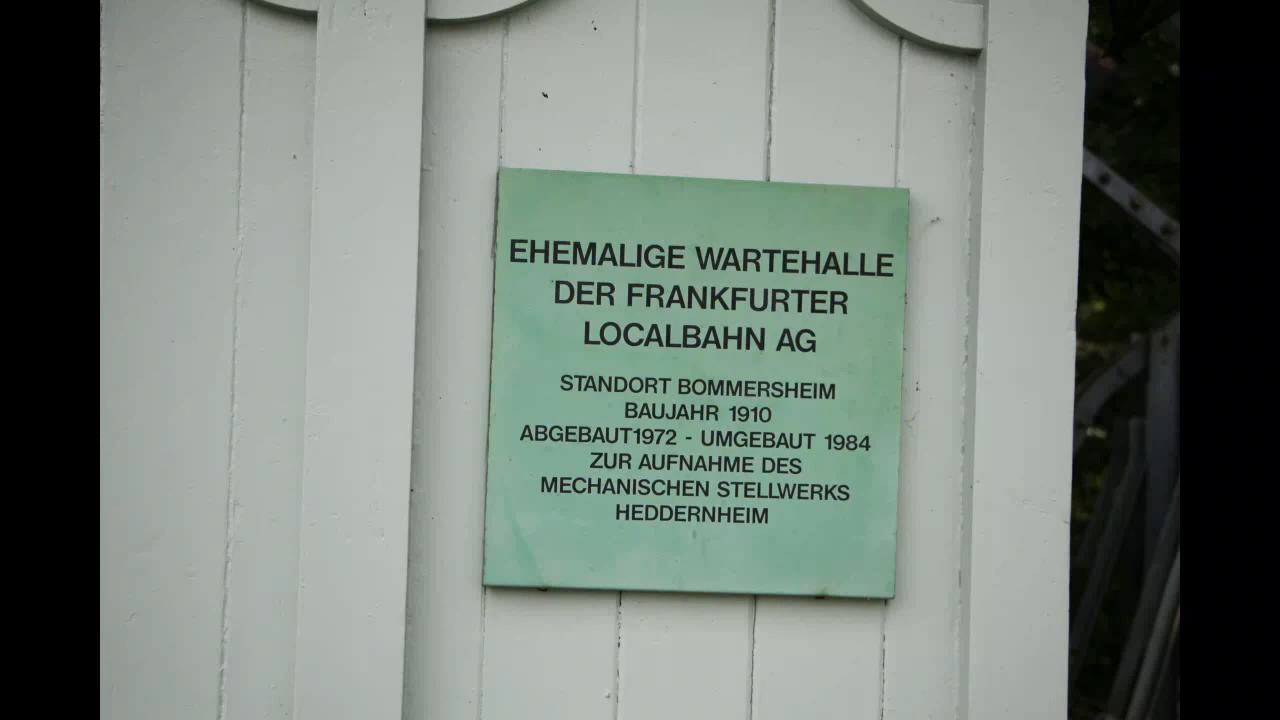 EHEMALIGE WARTEHALLE
DER FRANKFURTER
LOCALBAHN AG
STANDORT BOMMERSHEIM
BAUJAHR 1910
ABGEBAUT1972 - UMGEBAUT 1984
ZUR AUFNAHME DES
MECHANISCHEN STELLWERKS
HEDDERNHEIM